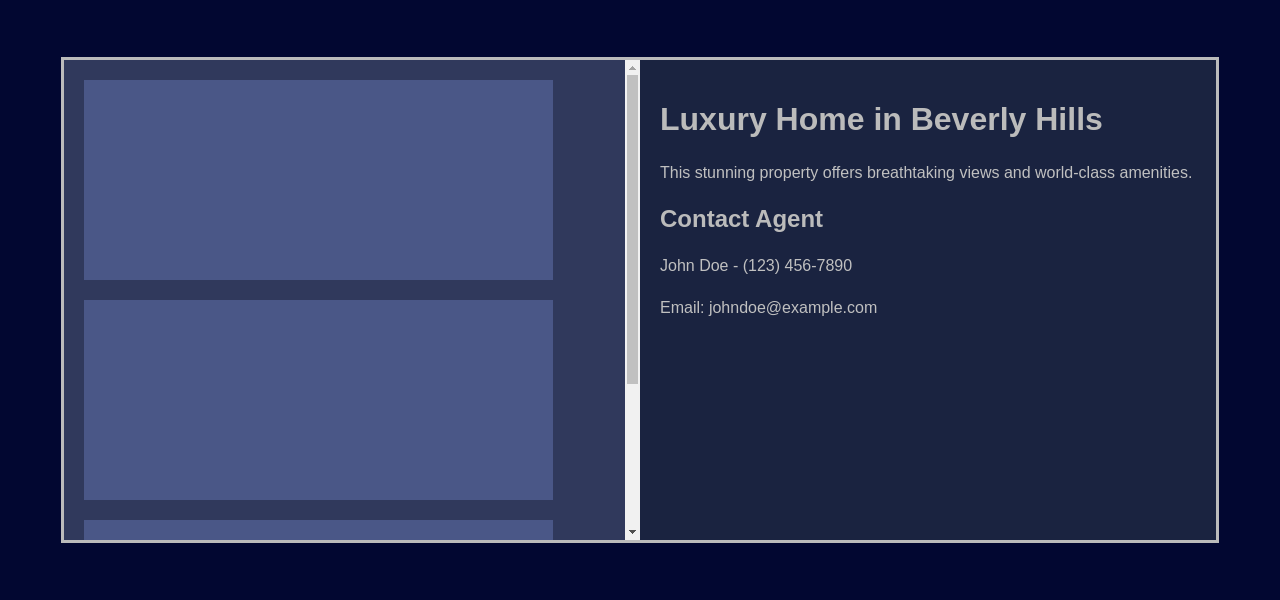 Luxury Home in Beverly Hills
This stunning property offers breathtaking views and world-class amenities.
Contact Agent
John Doe - (123) 456-7890
Email: johndoe@example.com